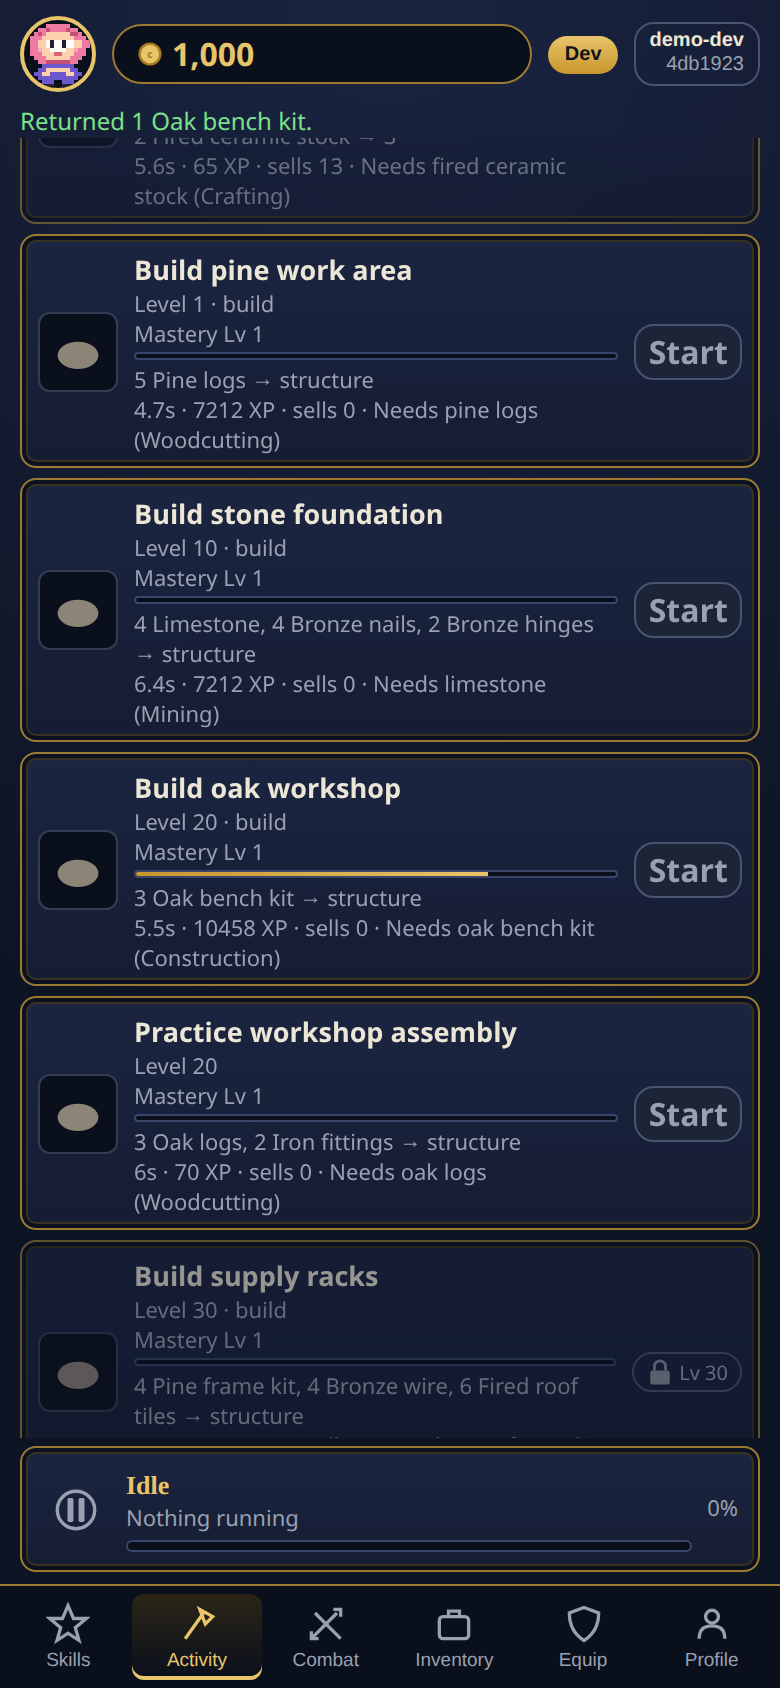 1,000
Dev
demo-dev
4db1923
Returned 1 Oak bench kit.
2 Fired ceramic stock → 3
5.6s · 65 XP · sells 13 · Needs fired ceramic
stock (Crafting)
Build pine work area
Level 1 · build
Mastery Lv 1
5 Pine logs → structure
4.7s · 7212 XP · sells 0 · Needs pine logs
(Woodcutting)
Start
Build stone foundation
Level 10 · build
Mastery Lv 1
4 Limestone, 4 Bronze nails, 2 Bronze hinges
→ structure
6.4s · 7212 XP · sells 0 · Needs limestone
(Mining)
Start
Build oak workshop
Level 20 · build
Mastery Lv 1
3 Oak bench kit → structure
5.5s · 10458 XP · sells 0 · Needs oak bench kit
(Construction)
Start
Practice workshop assembly
Level 20
Mastery Lv 1
3 Oak logs, 2 Iron fittings → structure
6s · 70 XP · sells 0 · Needs oak logs
(Woodcutting)
Start
Build supply racks
Level 30 · build
Mastery Lv 1
4 Pine frame kit, 4 Bronze wire, 6 Fired roof
tiles → structure
Lv 30
Idle
Nothing running
0%
Skills
Activity
Combat
Inventory
Equip
Profile